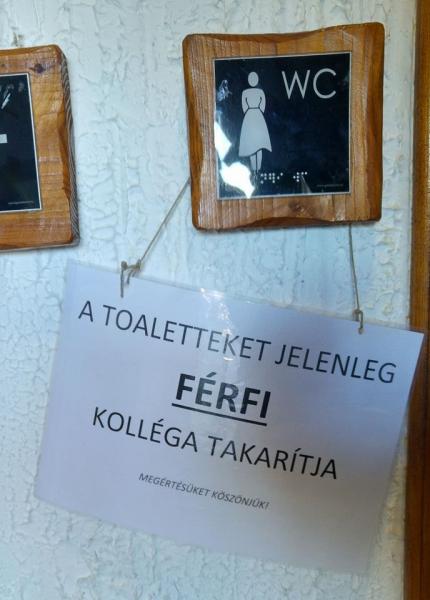 WC
A TOALETTEKET JELENLEG
FÉRFI
KOLLÉGA TAKARÍTJA
MEGÉRTÉSÜKET KÖSZÖNJÜK!